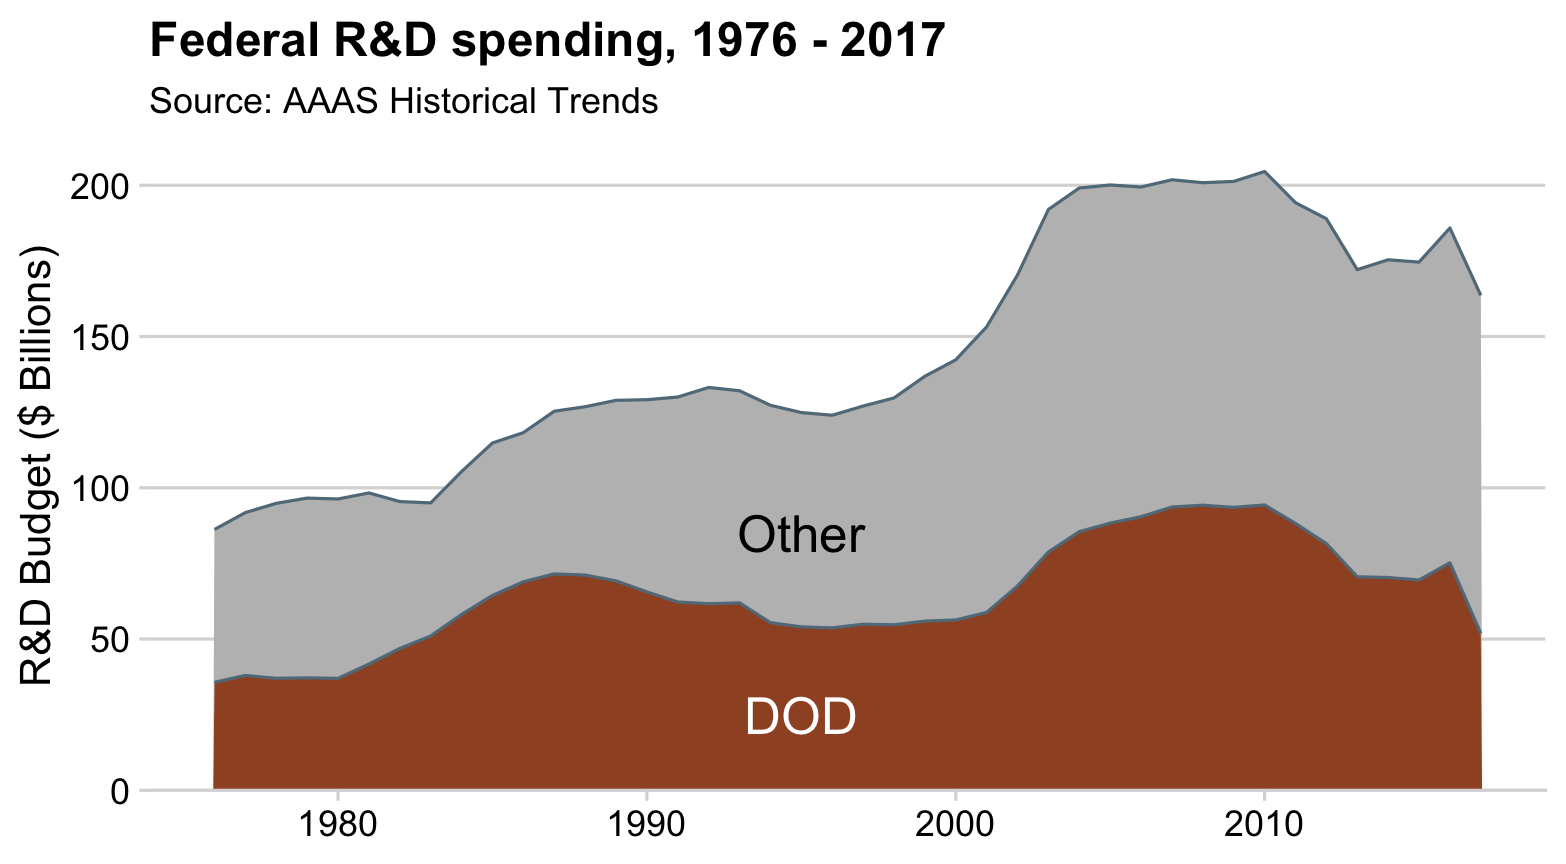 Federal R&D spending, 1976 - 2017
Source: AAAS Historical Trends
R&D Budget ($ Billions)
200
150
100
50
0
Other
DOD
1980
1990
2000
2010